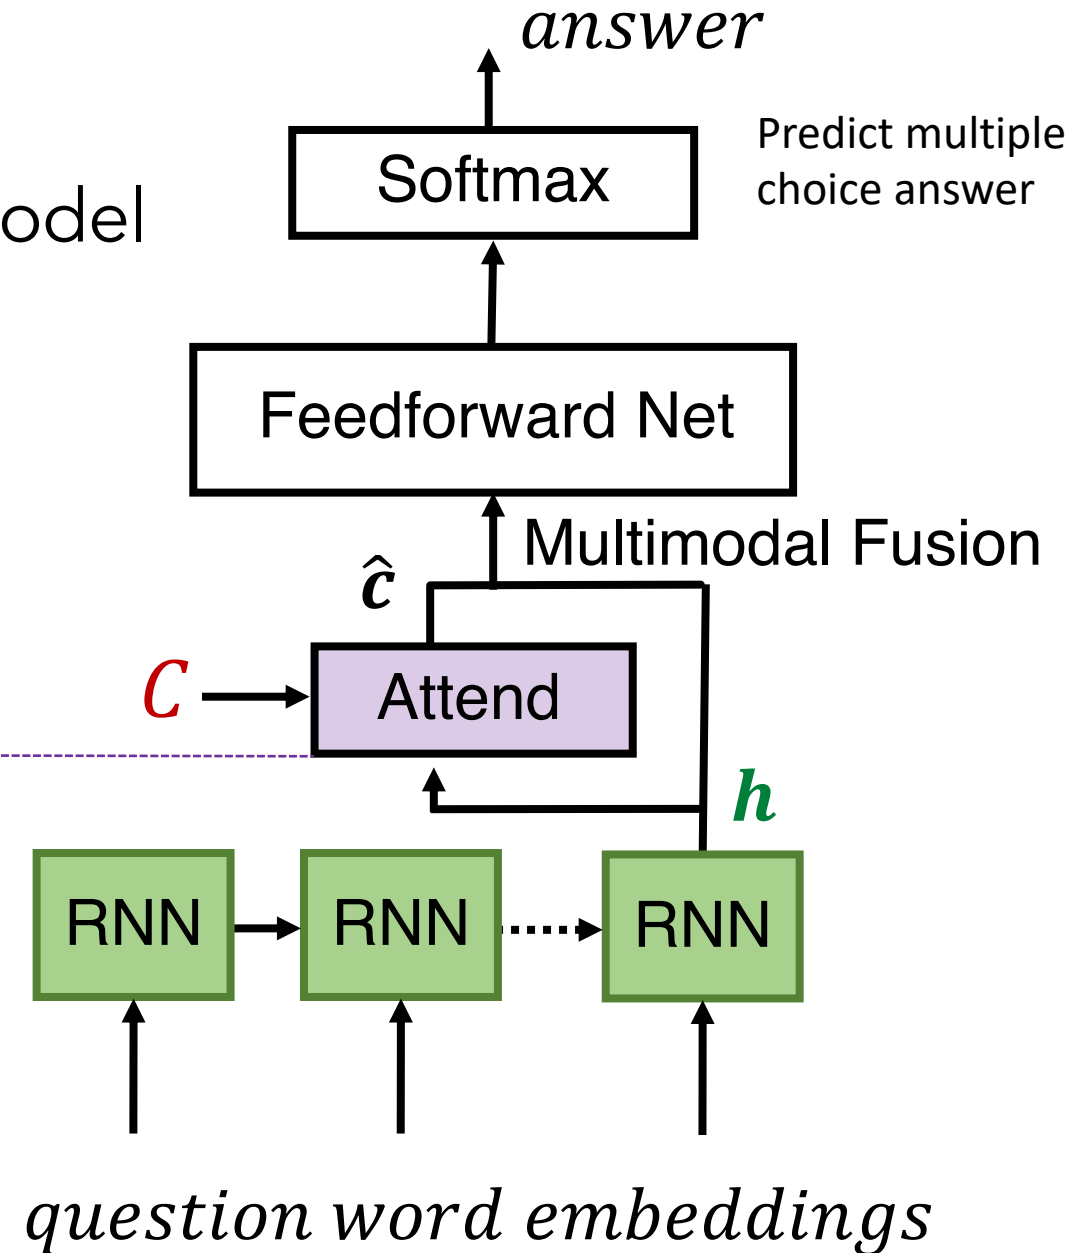 answer
Softmax
Predict multiple
choice answer
odel
Feedforward Net
Multimodal Fusion
ĉ
C
Attend
h
RNN
RNN
RNN
question word embeddings